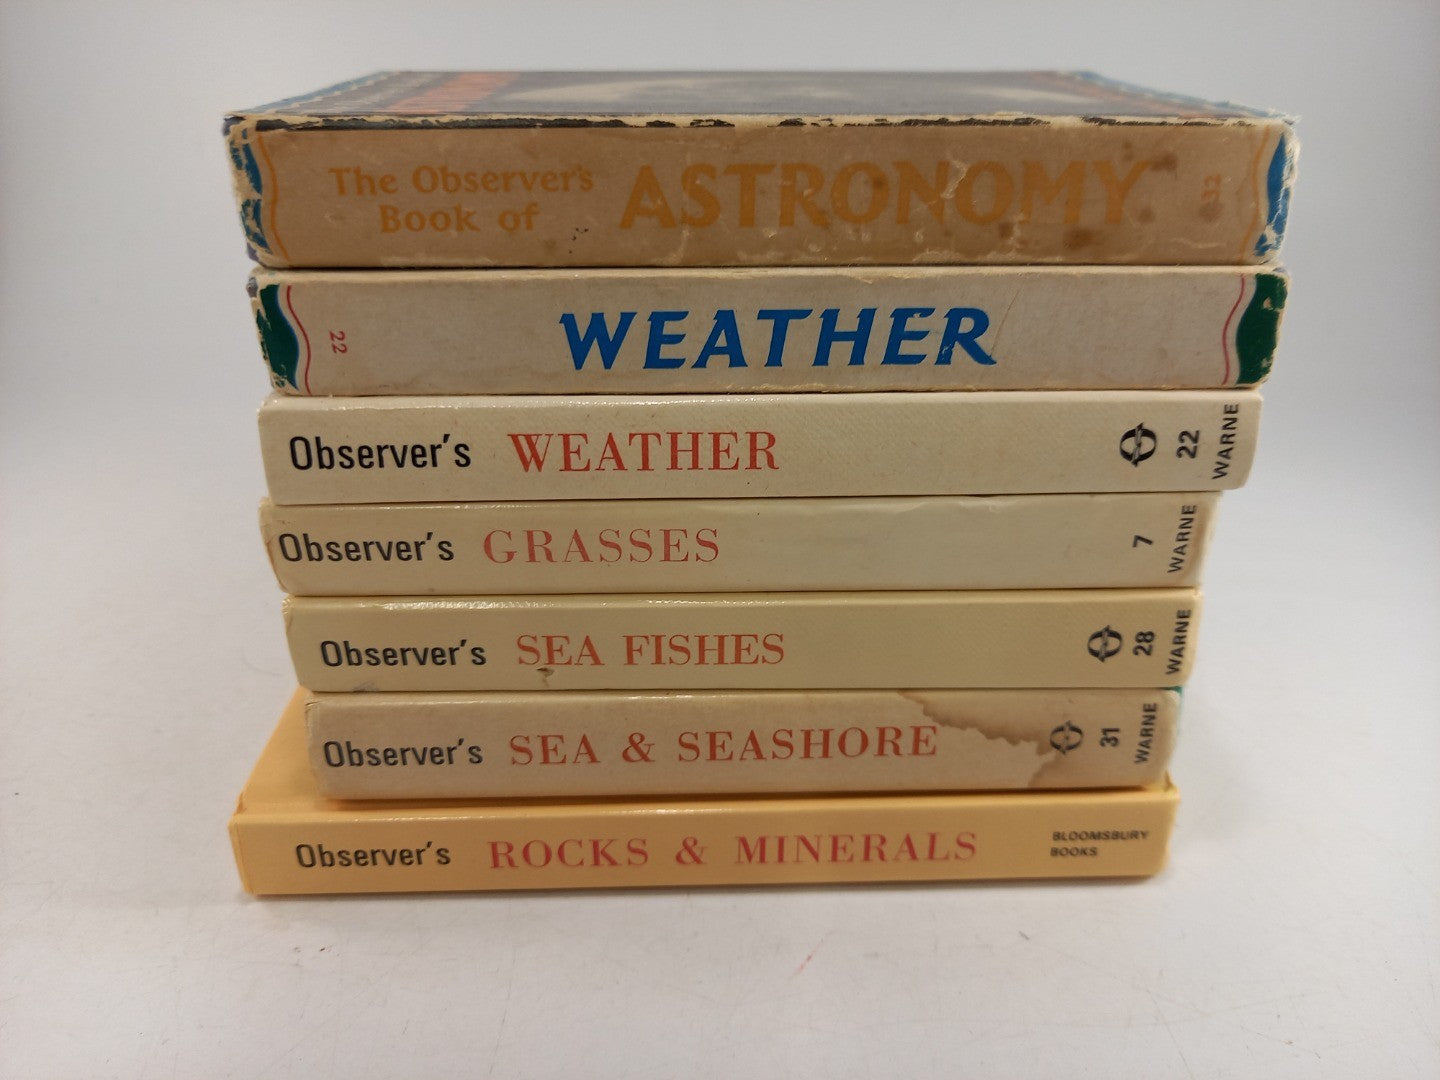 The Observer's
Book of
ASTRONOMY
32
22
WEATHER
Observer's WEATHER 22 WARNE
Observer's GRASSES 7 WARNE
Observer's SEA FISHES 28 WARNE
Observer's SEA & SEASHORE 31 WARNE
Observer's ROCKS & MINERALS
BLOOMSBURY
BOOKS